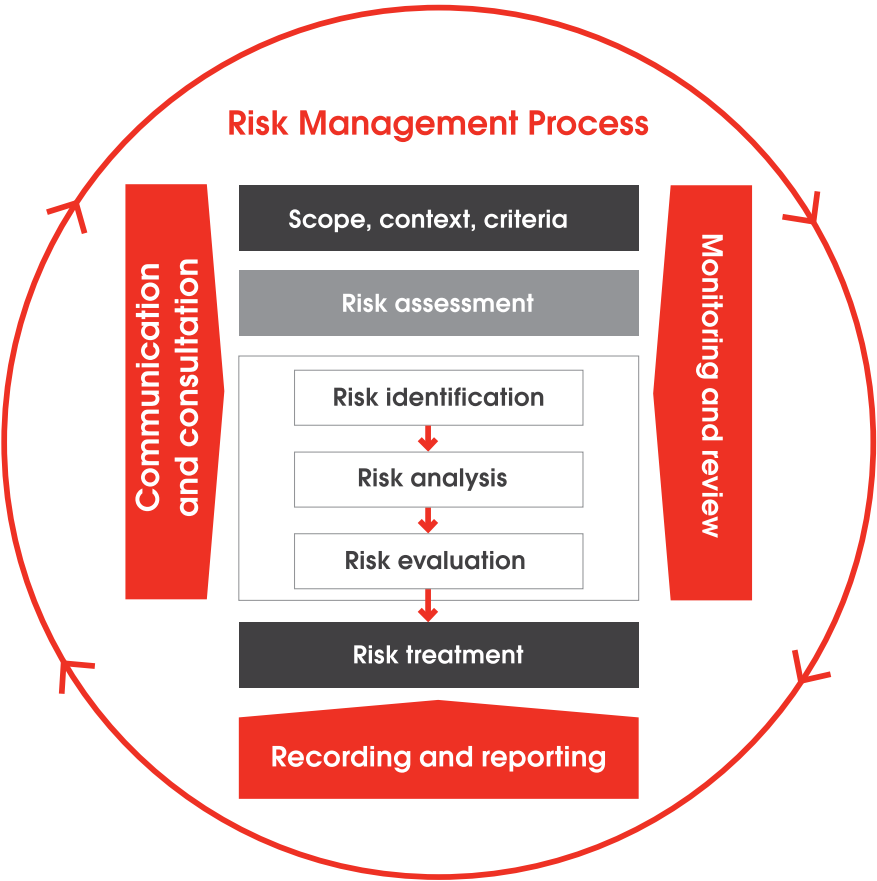 Risk Management Process
Scope, context, criteria
Risk assessment
Communication
and consultation
Monitoring and review
Risk identification
Risk analysis
Risk evaluation
Risk treatment
Recording and reporting